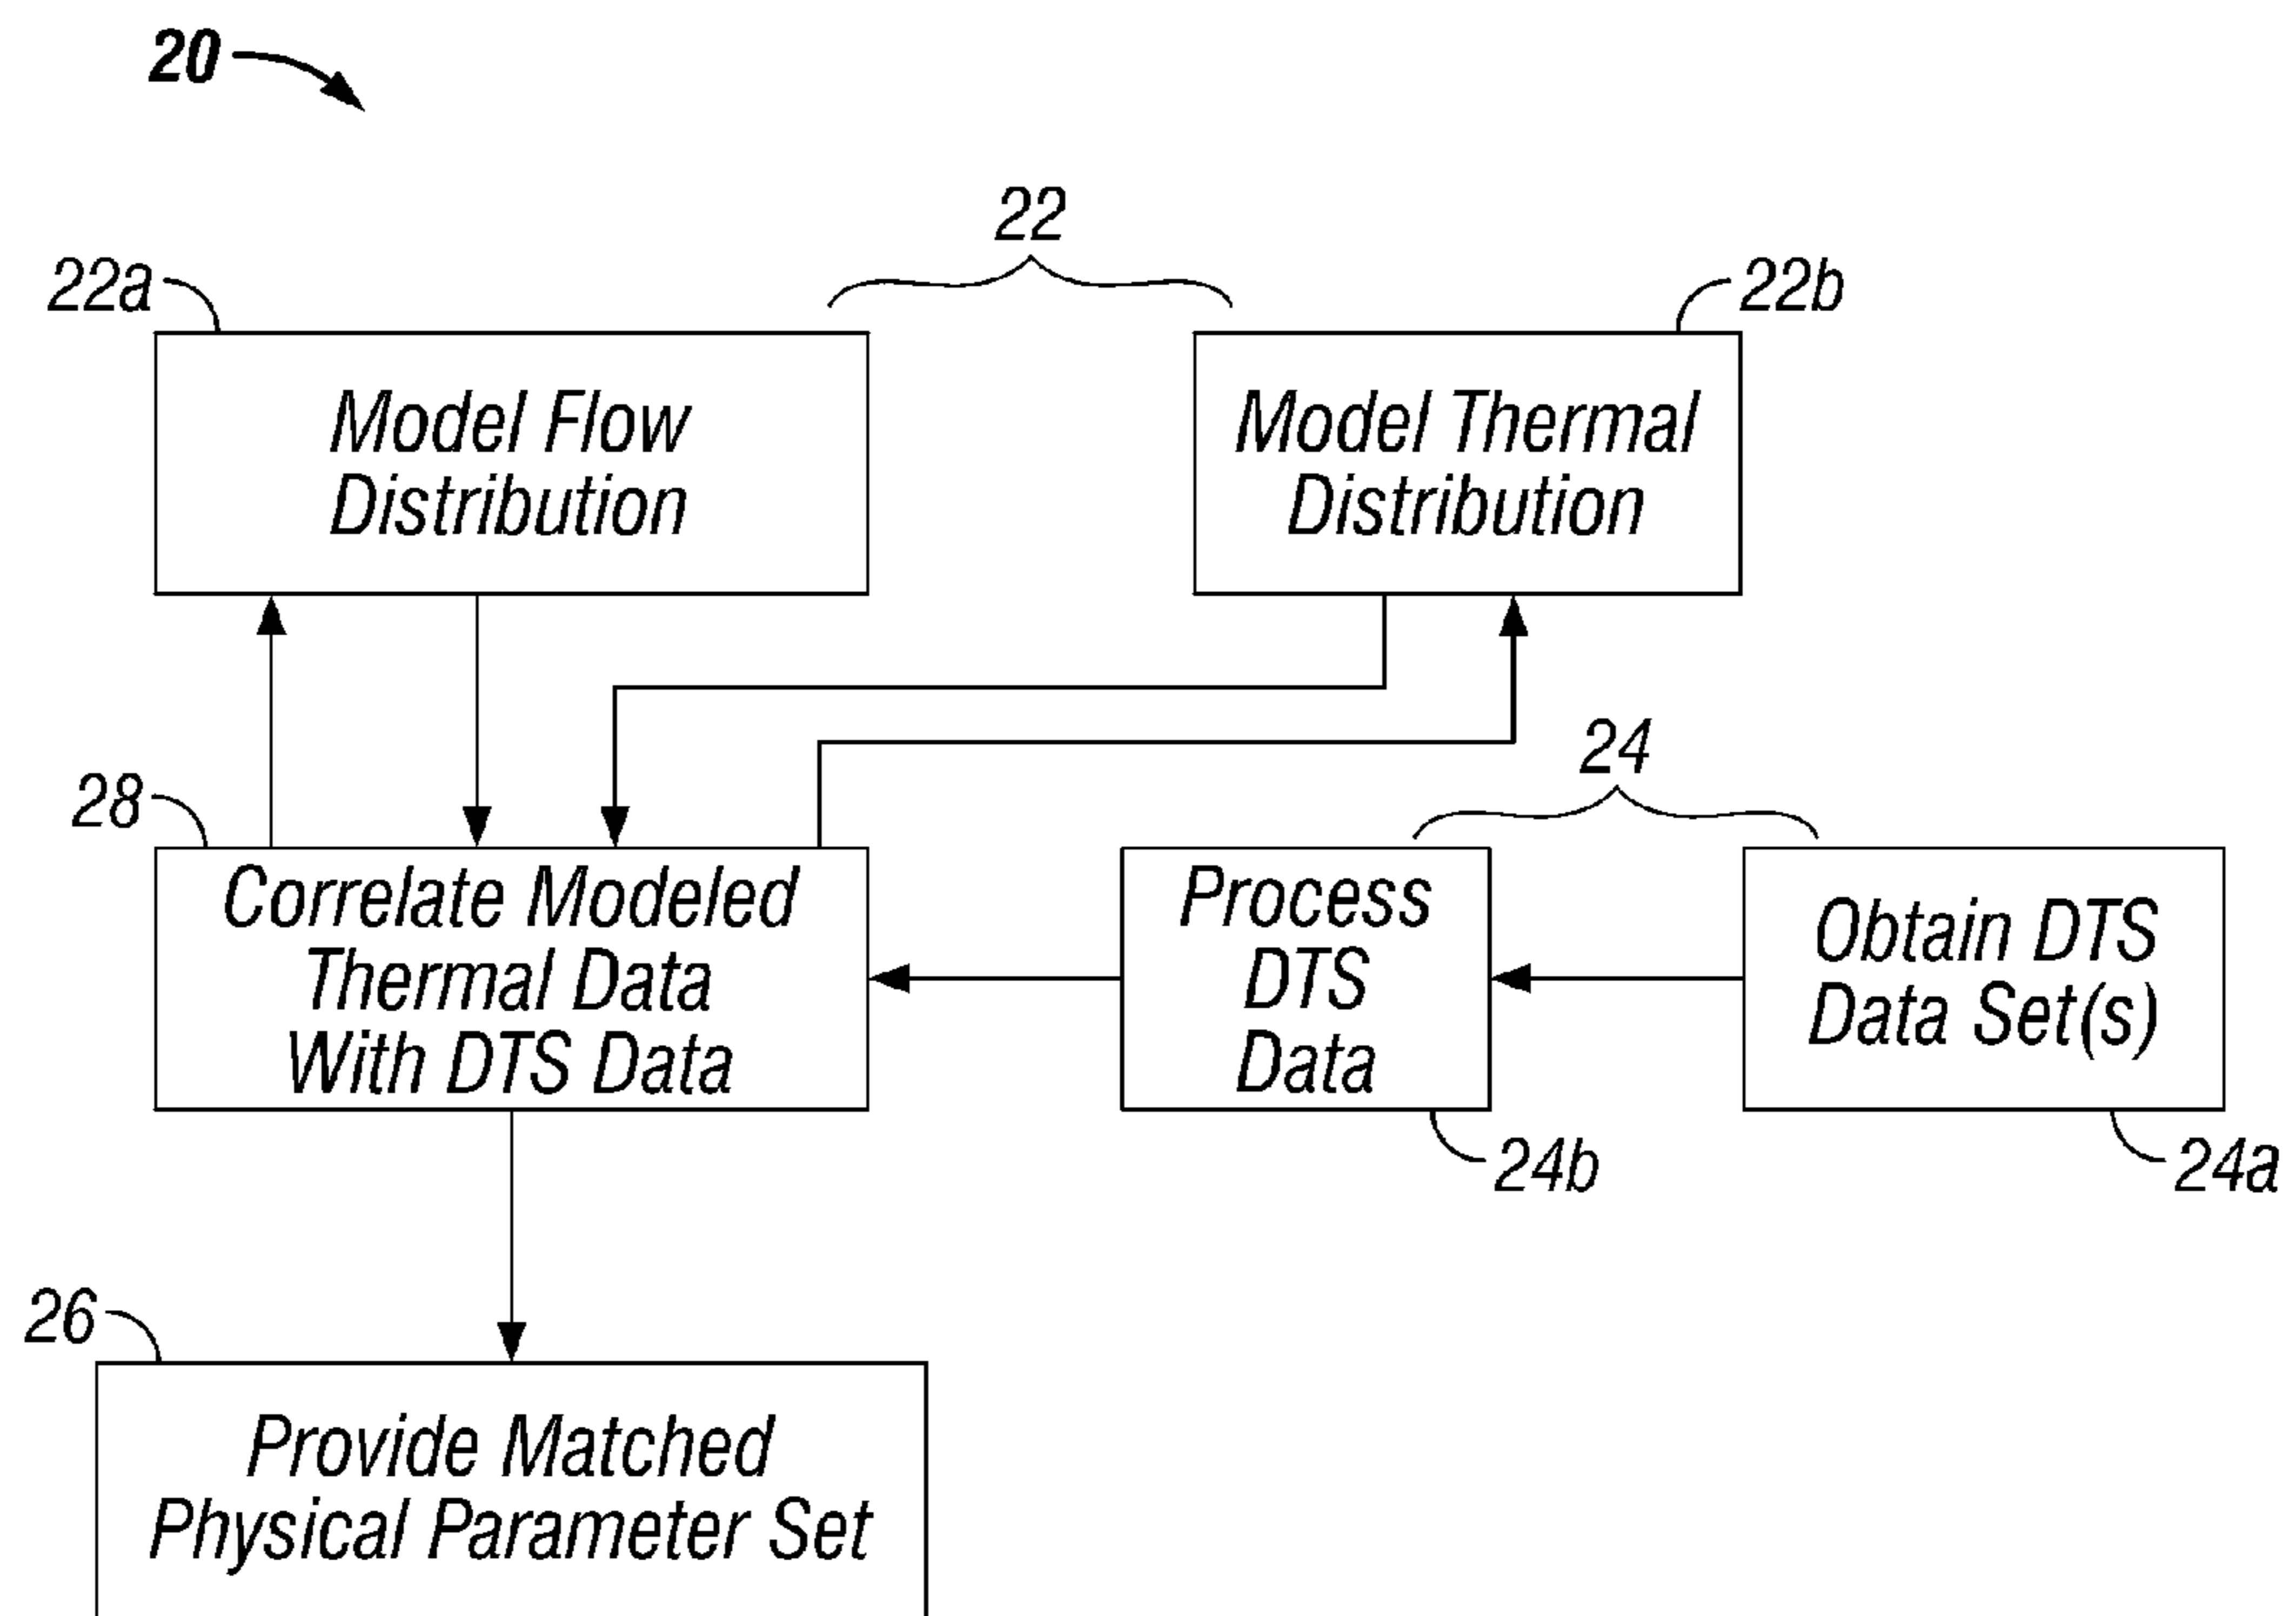 20
22
22a
22b
Model Flow
Distribution
Model Thermal
Distribution
24
28
Correlate Modeled
Thermal Data
With DTS Data
Process
DTS
Data
Obtain DTS
Data Set(s)
24b
24a
26
Provide Matched
Physical Parameter Set